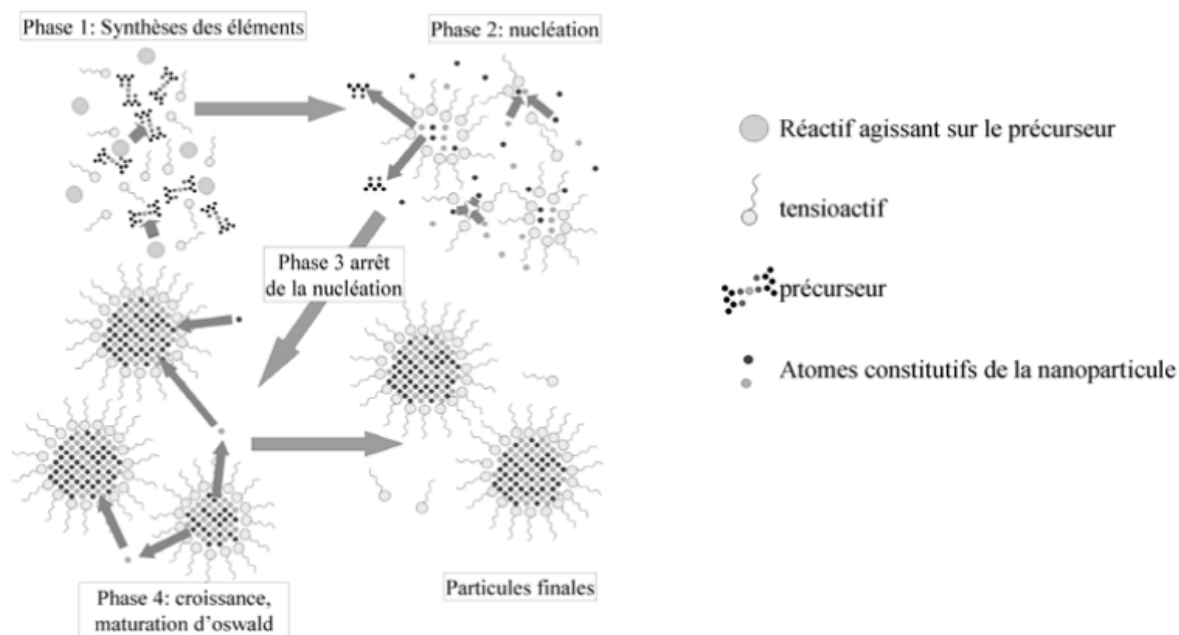 Phase 1: Synthèses des éléments
Phase 2: nucléation
Réactif agissant sur le précurseur
tensioactif
précurseur
Atomes constitutifs de la nanoparticule
Phase 3 arrêt
de la nucléation
Particules finales
Phase 4: croissance,
maturation d'oswald